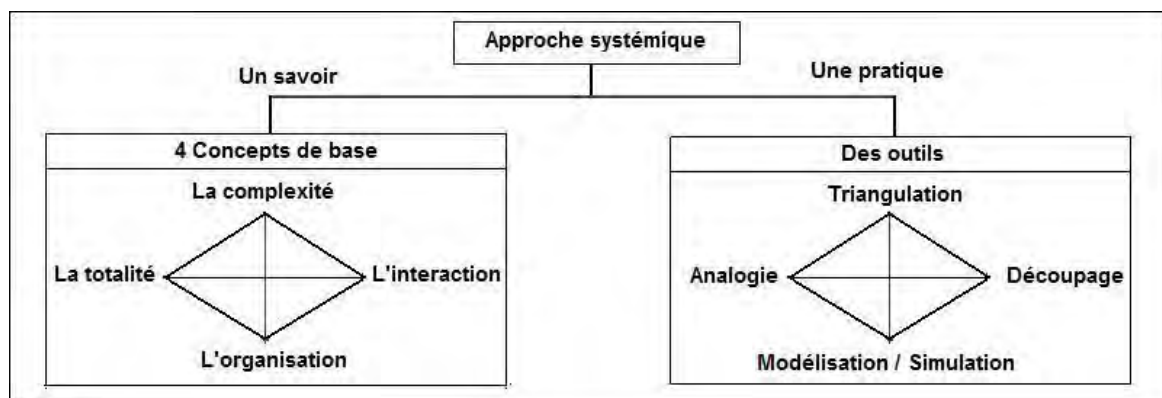 Approche systémique
Un savoir
Une pratique
4 Concepts de base
La complexité
La totalité
L'interaction
L'organisation
Des outils
Triangulation
Analogie
Découpage
Modélisation / Simulation